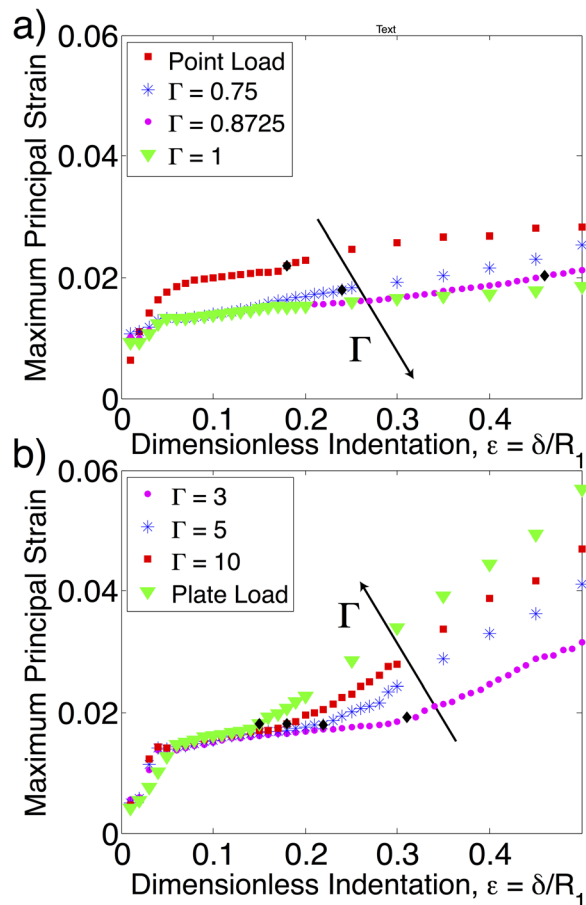 a)
Text
0.06
Point Load
Γ = 0.75
Γ = 0.8725
Γ = 1
0.04
0.02
0
Maximum Principal Strain
Γ
0 0.1 0.2 0.3 0.4
Dimensionless Indentation, ε = δ/R₁
b)
0.06
Γ = 3
Γ = 5
Γ = 10
Plate Load
0.04
0.02
0
Maximum Principal Strain
Γ
0 0.1 0.2 0.3 0.4
Dimensionless Indentation, ε = δ/R₁